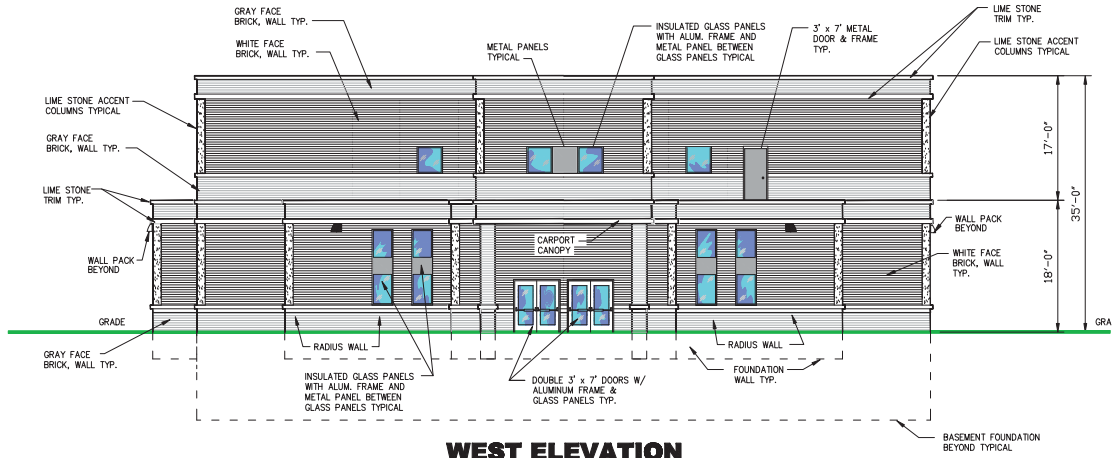 GRAY FACE
BRICK, WALL TYP.
WHITE FACE
BRICK, WALL TYP.
METAL PANELS
TYPICAL
INSULATED GLASS PANELS
WITH ALUM. FRAME AND
METAL PANEL BETWEEN
GLASS PANELS TYPICAL
3' x 7' METAL
DOOR & FRAME
TYP.
LIME STONE
TRIM TYP.
LIME STONE ACCENT
COLUMNS TYPICAL
LIME STONE ACCENT
COLUMNS TYPICAL
GRAY FACE
BRICK, WALL TYP.
LIME STONE
TRIM TYP.
WALL PACK
BEYOND
17'-0"
35'-0"
18'-0"
CARPORT
CANOPY
WALL PACK
BEYOND
WHITE FACE
BRICK, WALL
TYP.
GRADE
GRA
GRAY FACE
BRICK, WALL TYP.
RADIUS WALL
INSULATED GLASS PANELS
WITH ALUM. FRAME AND
METAL PANEL BETWEEN
GLASS PANELS TYPICAL
DOUBLE 3' x 7' DOORS W/
ALUMINUM FRAME &
GLASS PANELS TYP.
RADIUS WALL
FOUNDATION
WALL TYP.
BASEMENT FOUNDATION
BEYOND TYPICAL
WEST ELEVATION